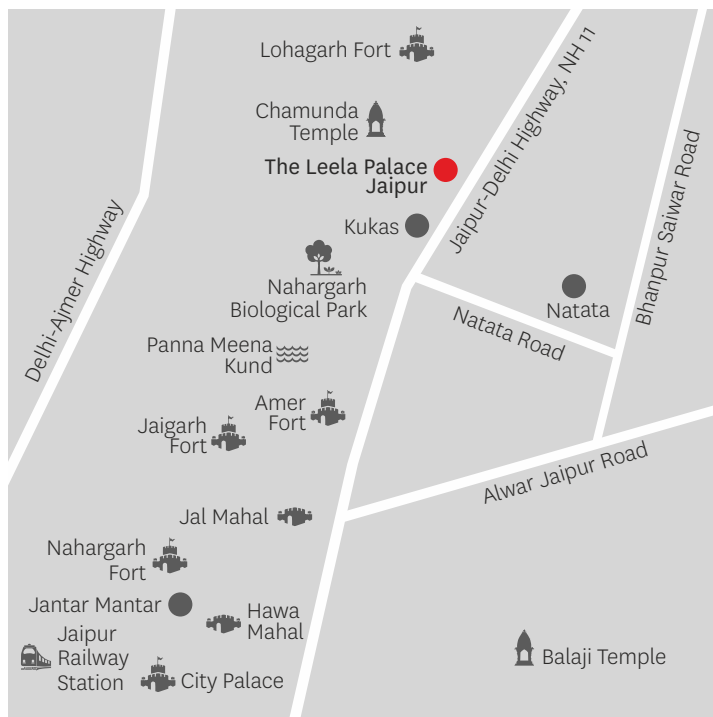 Lohagarh Fort
Chamunda
Temple
The Leela Palace
Jaipur
Jaipur-Delhi Highway, NH 11
Kukas
Bhanpur Saiwar Road
Delhi-Ajmer Highway
Nahargarh
Biological Park
Natata
Natata Road
Panna Meena
Kund
Amer
Fort
Jaigarh
Fort
Alwar Jaipur Road
Jal Mahal
Nahargarh
Fort
Jantar Mantar
Hawa
Mahal
Jaipur
Railway
Station
City Palace
Balaji Temple